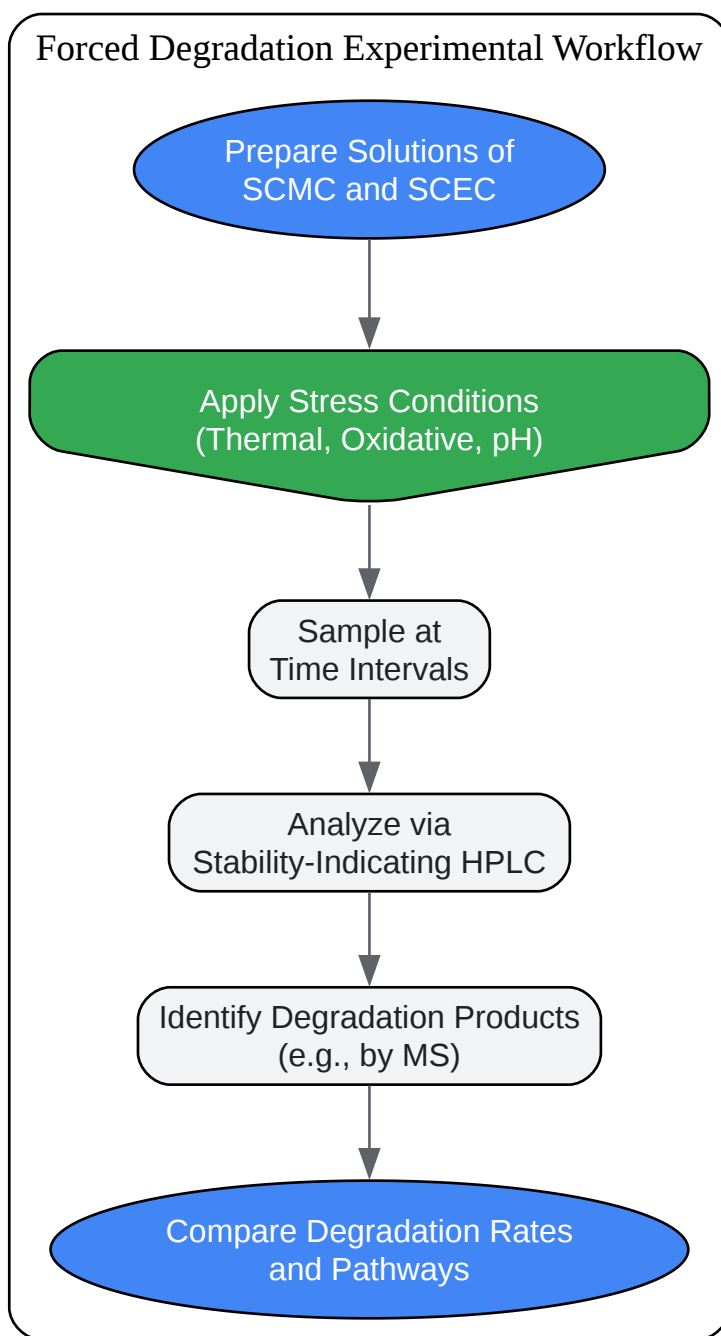 Forced Degradation Experimental Workflow
Prepare Solutions of
SCMC and SCEC
Apply Stress Conditions
(Thermal, Oxidative, pH)
Sample at
Time Intervals
Analyze via
Stability-Indicating HPLC
Identify Degradation Products
(e.g., by MS)
Compare Degradation Rates
and Pathways